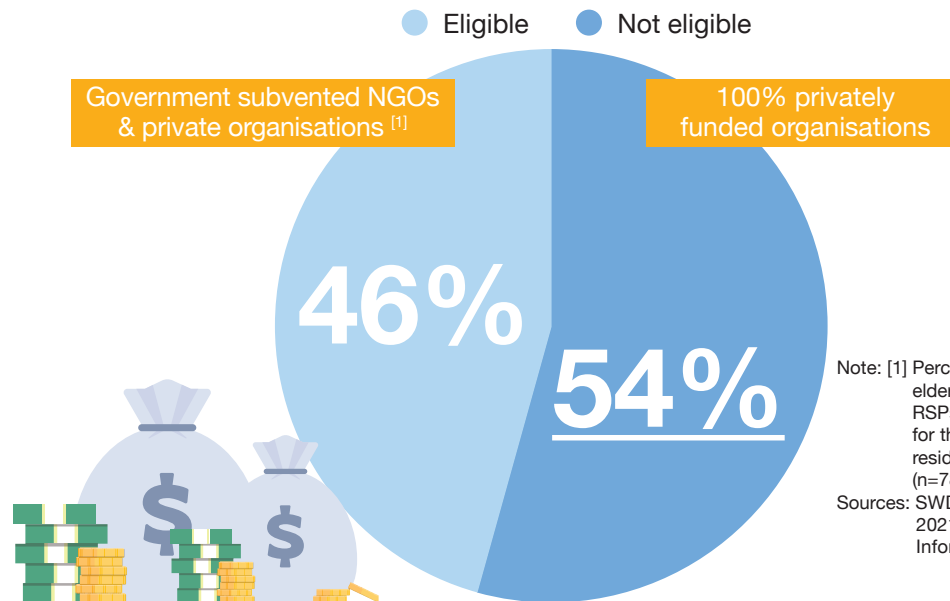 Eligible
Not eligible
Government subvented NGOs
& private organisations [1]
100% privately
funded organisations
46%
54%
Note: [1]
elder
RSP
for th
resid
(n=7
Sources: SWD
202
Infor
$
$